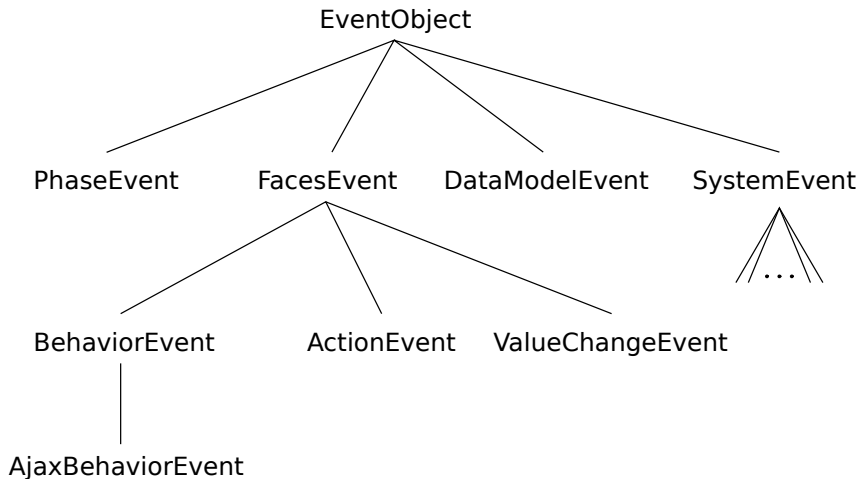 EventObject
PhaseEvent FacesEvent DataModelEvent SystemEvent
...
BehaviorEvent ActionEvent ValueChangeEvent
AjaxBehaviorEvent